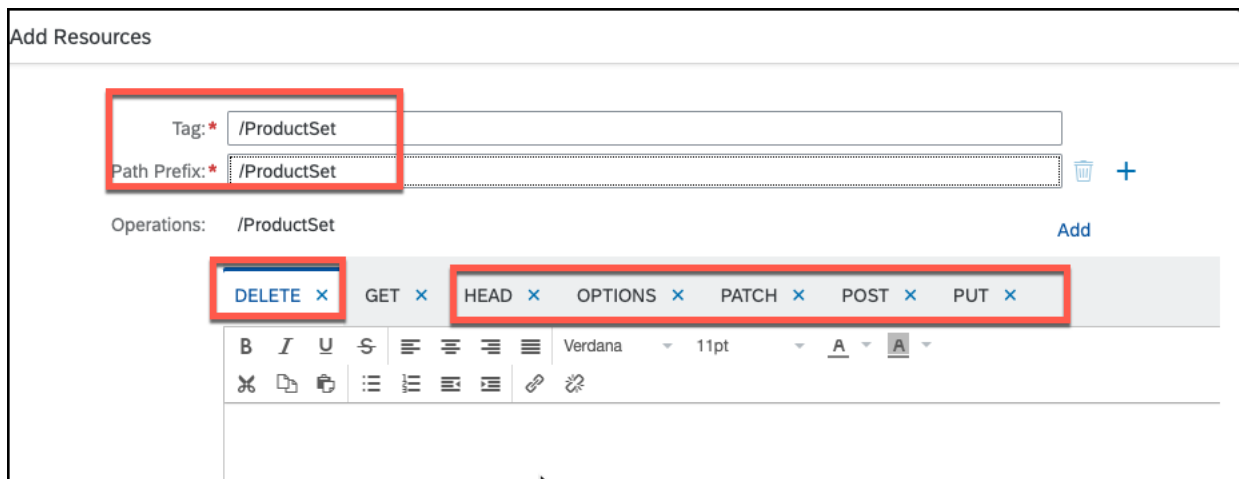 Add Resources
Tag:* /ProductSet
Path Prefix:* /ProductSet
Operations: /ProductSet
Add
DELETE × GET × HEAD × OPTIONS × PATCH × POST × PUT ×
B I U S Verdana 11pt A A